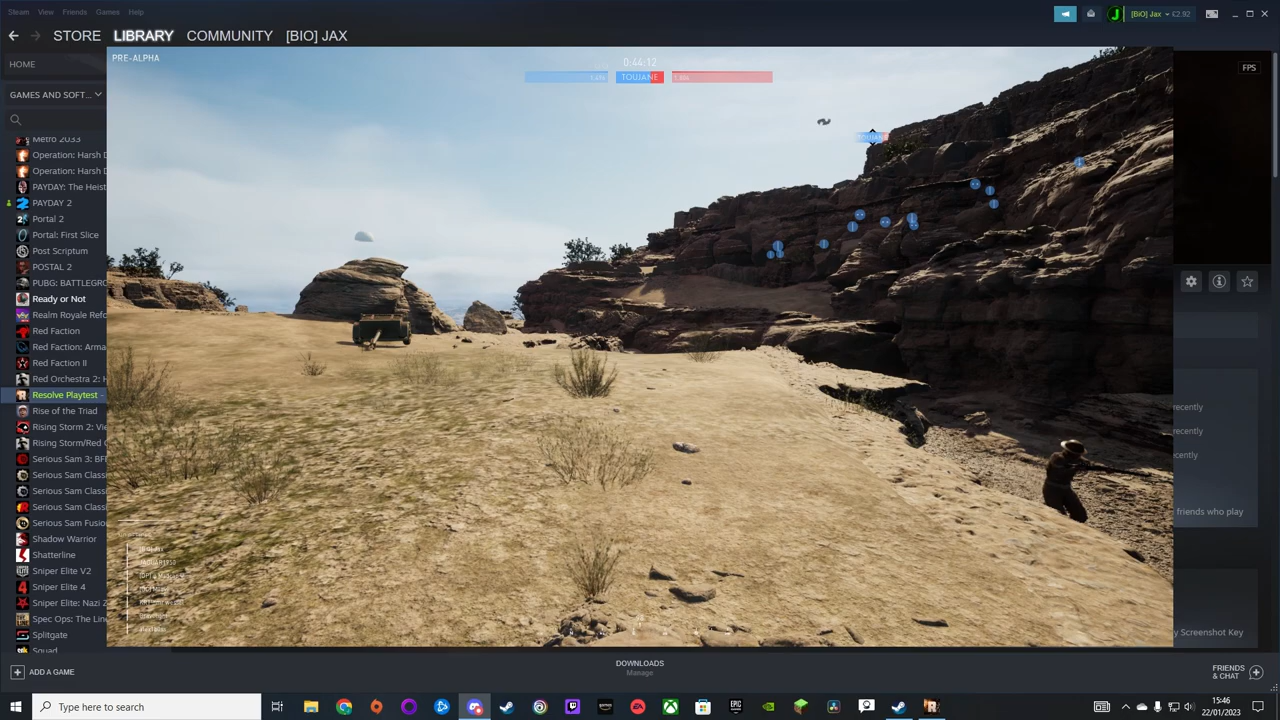 Steam View Friends Games Help
[BiO] Jax £2.92
STORE LIBRARY COMMUNITY [BIO] JAX
HOME
PRE-ALPHA
0:44:12
TOUJANE
FPS
GAMES AND SOFT...
Metro 2033
Operation: Harsh D
Operation: Harsh D
PAYDAY: The Heist
PAYDAY 2
Portal 2
Portal: First Slice
Post Scriptum
POSTAL 2
PUBG: BATTLEGRO
Ready or Not
Realm Royale Refo
Red Faction
Red Faction: Arma
Red Faction II
Red Orchestra 2: H
Resolve Playtest -
Rise of the Triad
Rising Storm 2: Vie
Rising Storm/Red O
Serious Sam 3: BFE
Serious Sam Classi
Serious Sam Classi
Serious Sam Classi
Serious Sam Fusio
Shadow Warrior
Shatterline
Sniper Elite V2
Sniper Elite 4
Sniper Elite: Nazi Z
Spec Ops: The Line
Splitgate
Squad
recently
recently
recently
friends who play
y Screenshot Key
ADD A GAME
DOWNLOADS
Manage
FRIENDS
& CHAT
Type here to search
15:46
22/01/2023